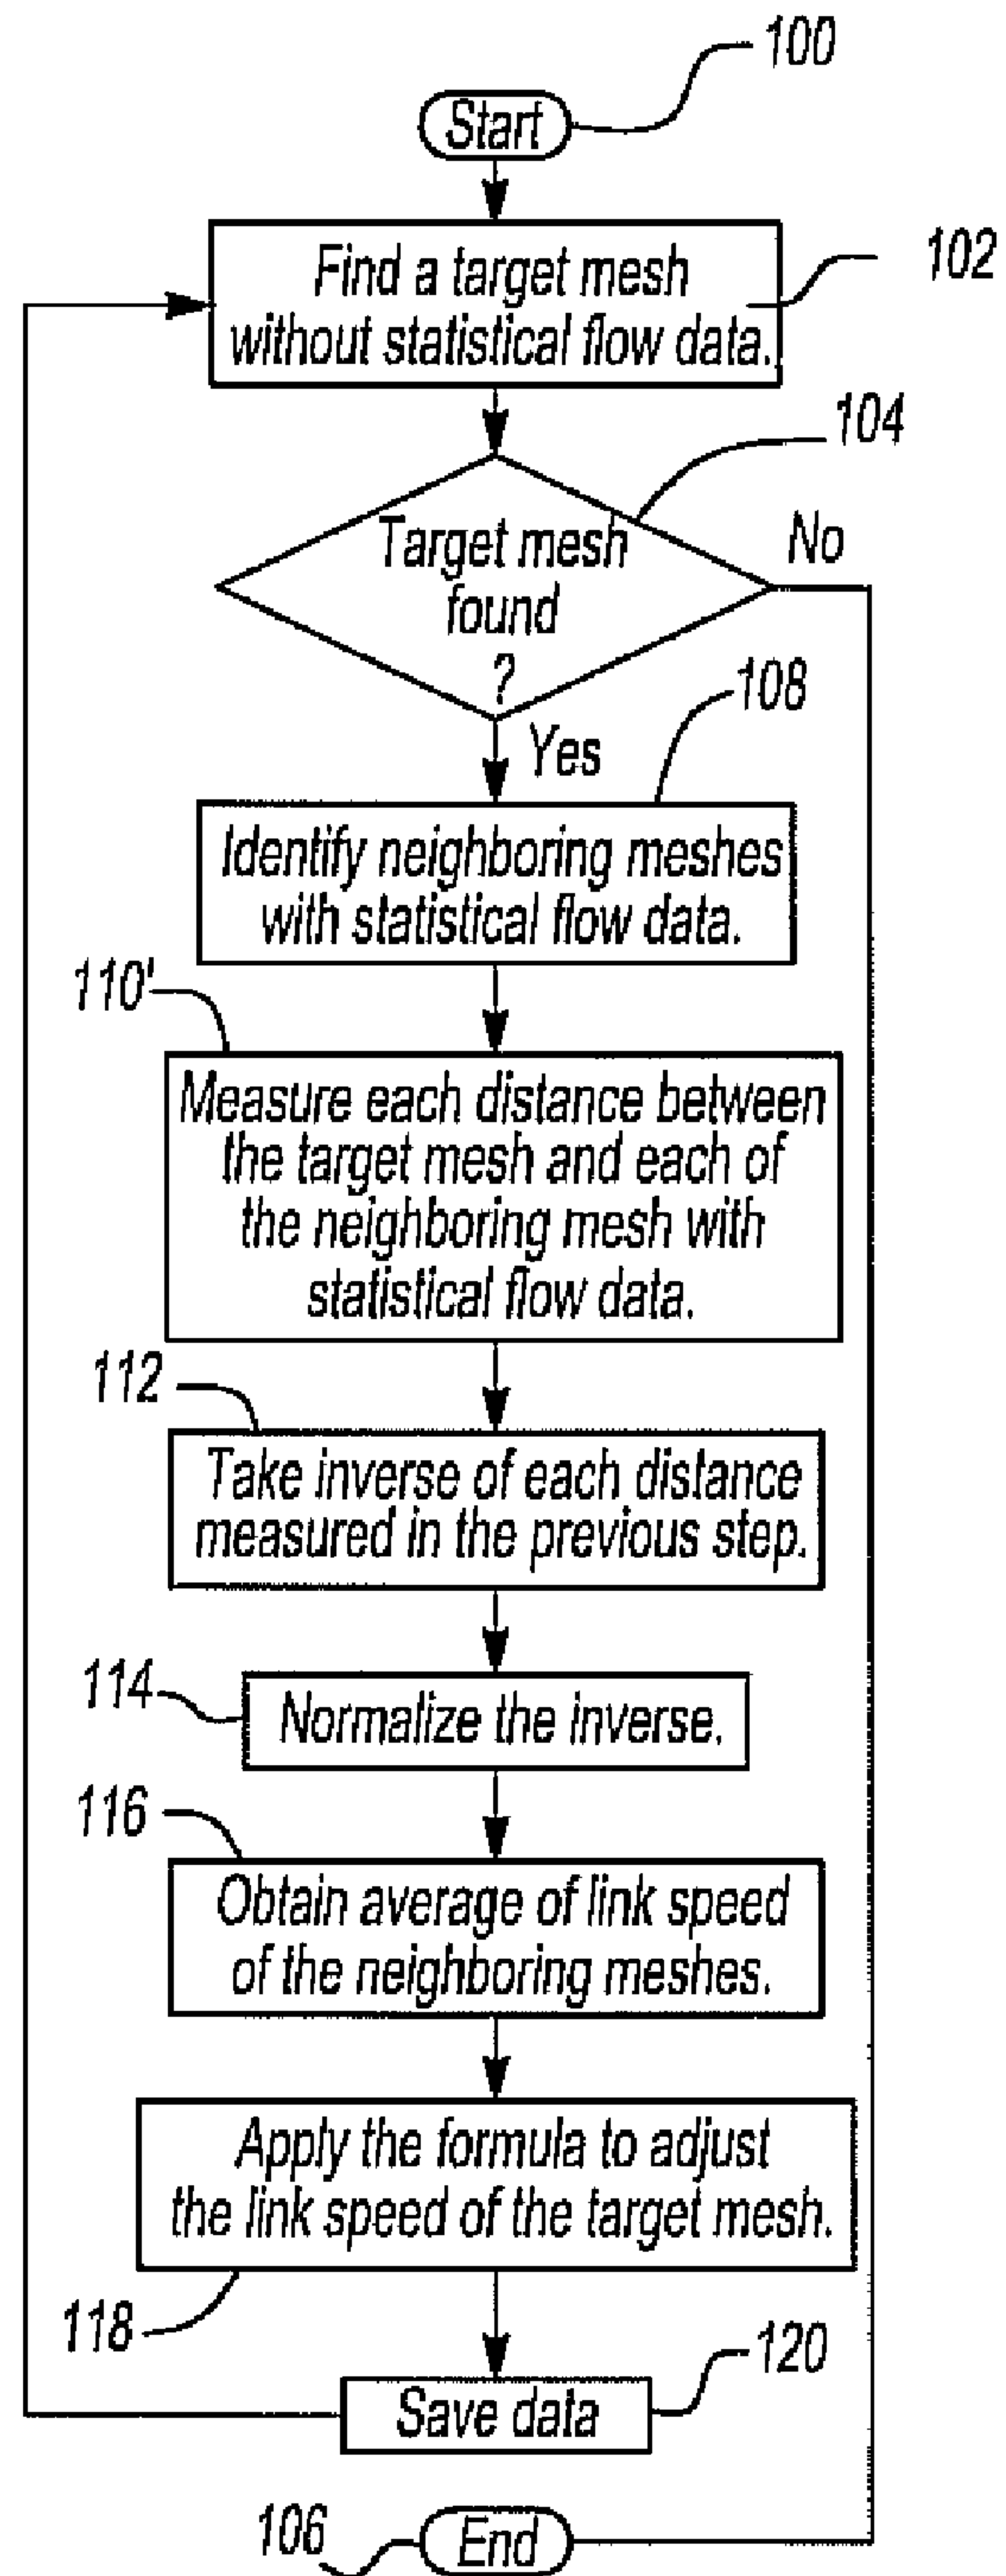 100
Start
Find a target mesh
without statistical flow data.
102
104
Target mesh
found
?
No
Yes
108
Identify neighboring meshes
with statistical flow data.
110'
Measure each distance between
the target mesh and each of
the neighboring mesh with
statistical flow data.
112
Take inverse of each distance
measured in the previous step.
114
Normalize the inverse.
116
Obtain average of link speed
of the neighboring meshes.
Apply the formula to adjust
the link speed of the target mesh.
118
120
Save data
106
End